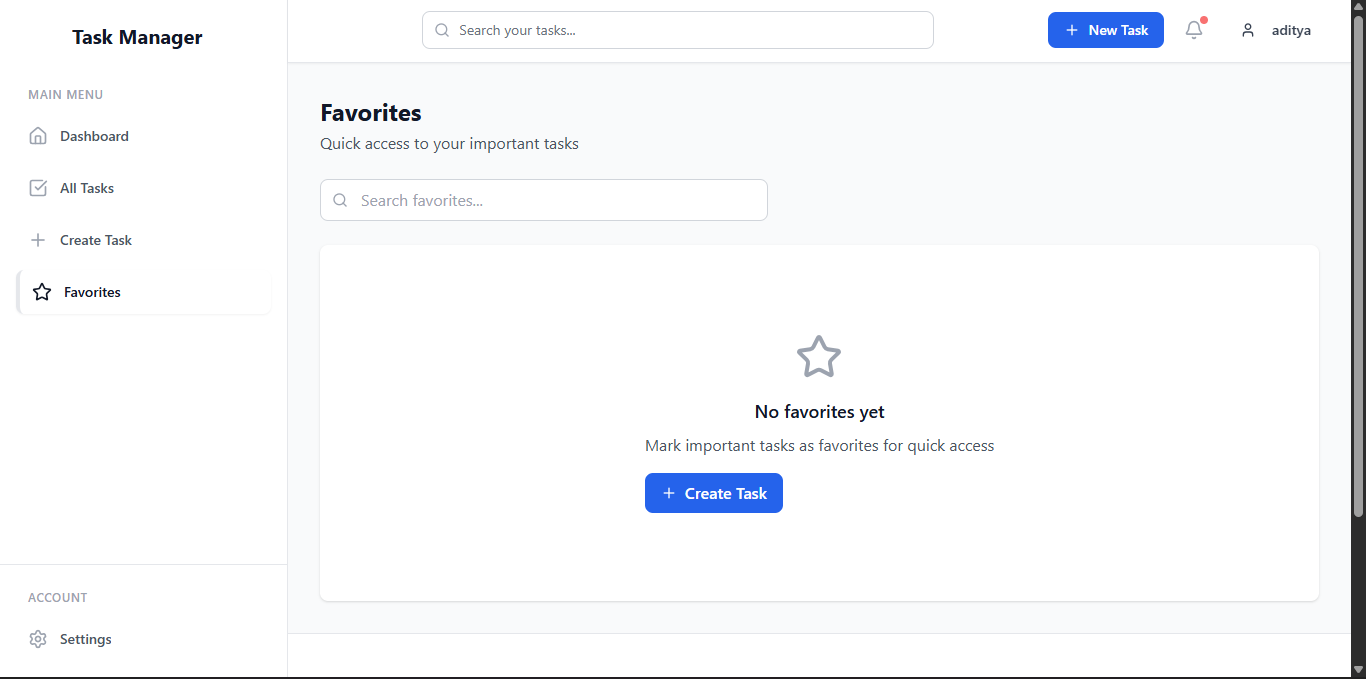 Task Manager
MAIN MENU
Dashboard
All Tasks
Create Task
Favorites
ACCOUNT
Settings
Search your tasks...
New Task
aditya
Favorites
Quick access to your important tasks
Search favorites...
No favorites yet
Mark important tasks as favorites for quick access
Create Task